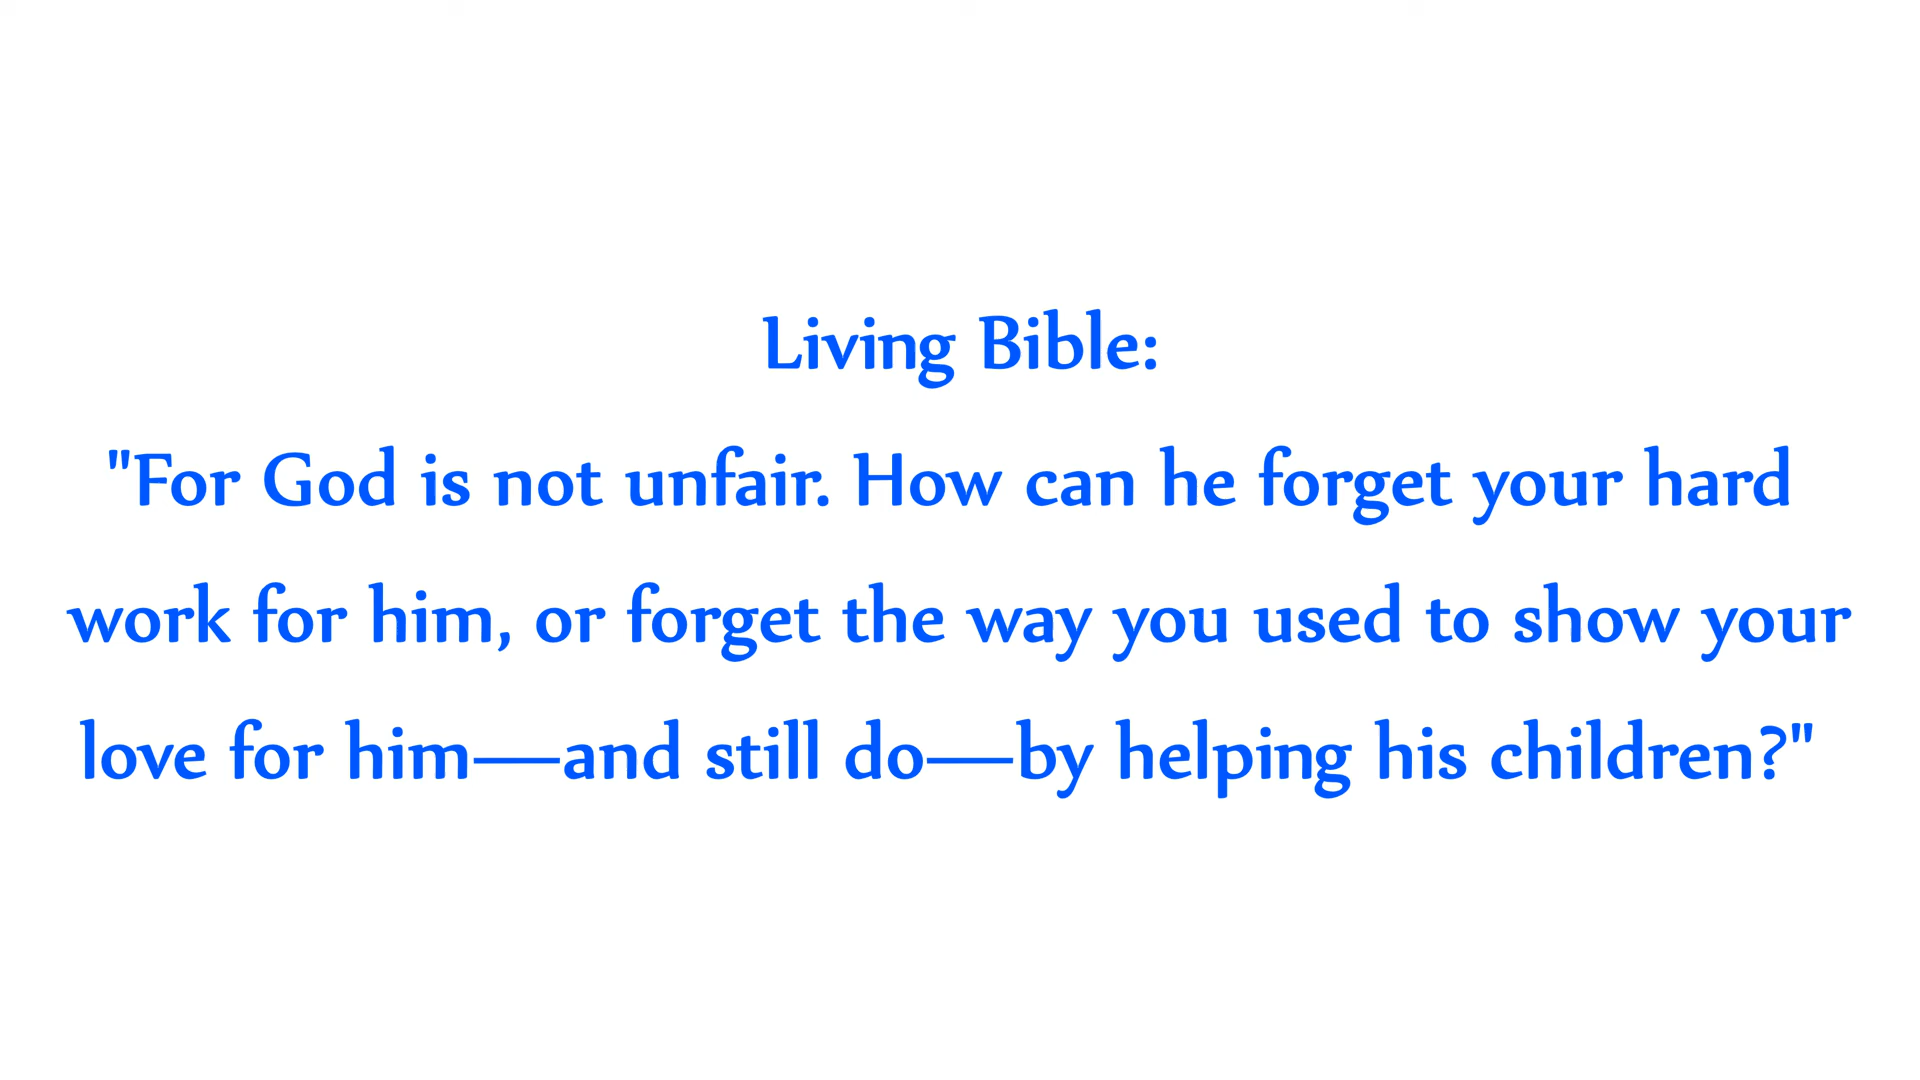 Living Bible:
"For God is not unfair. How can he forget your hard
work for him, or forget the way you used to show your
love for him—and still do—by helping his children?"